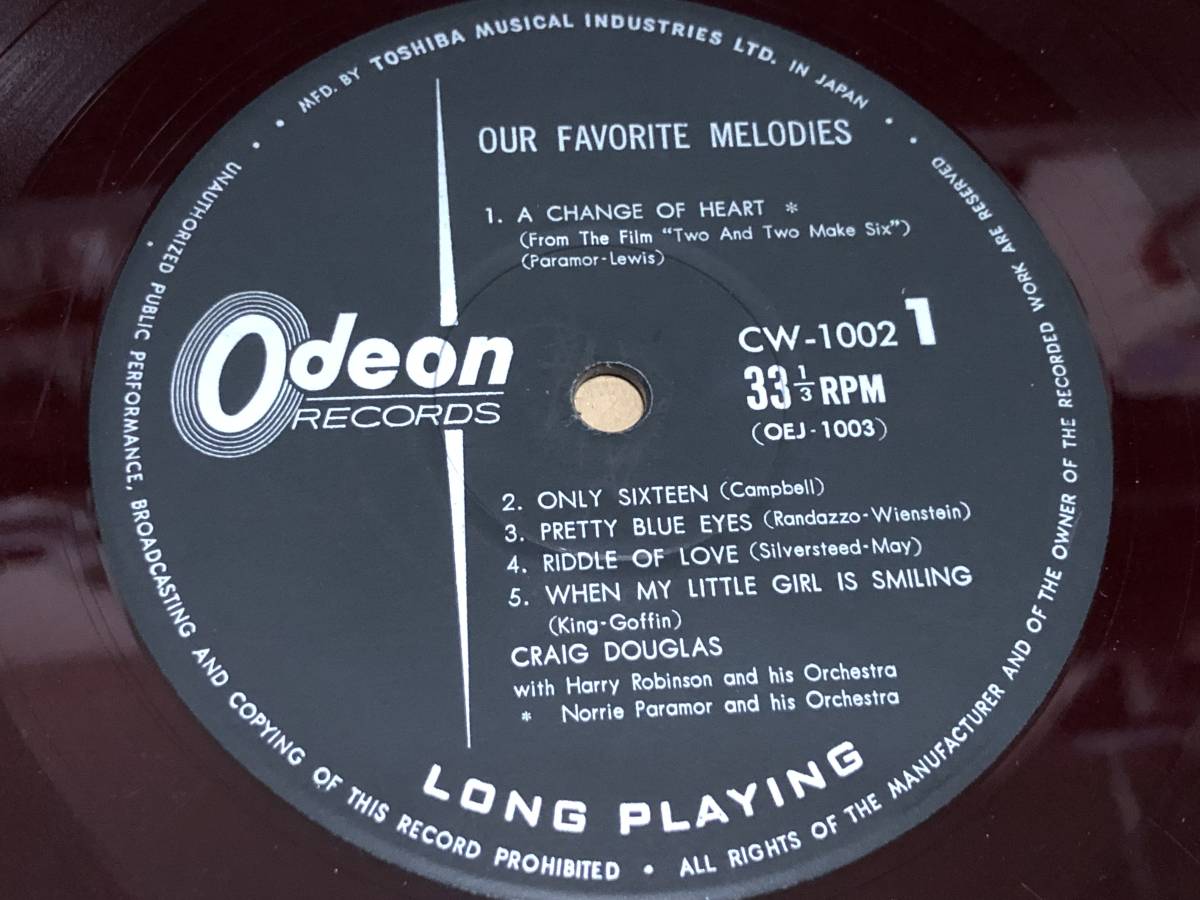 MFD. BY TOSHIBA MUSICAL INDUSTRIES LTD. IN JAPAN
OUR FAVORITE MELODIES
1. A CHANGE OF HEART *
(From The Film "Two And Two Make Six")
(Paramor-Lewis)
Odeon
RECORDS
CW-1002 1
33 1/3 RPM
(OEJ-1003)
2. ONLY SIXTEEN (Campbell)
3. PRETTY BLUE EYES (Randazzo-Wienstein)
4. RIDDLE OF LOVE (Silversteed-May)
5. WHEN MY LITTLE GIRL IS SMILING
(King-Goffin)
CRAIG DOUGLAS
with Harry Robinson and his Orchestra
* Norrie Paramor and his Orchestra
LONG PLAYING
UNAUTHORIZED PUBLIC PERFORMANCE, BROADCASTING AND COPYING OF THIS RECORD PROHIBITED • ALL RIGHTS OF THE MANUFACTURER AND OF THE OWNER OF THE RECORDED WORK ARE RESERVED